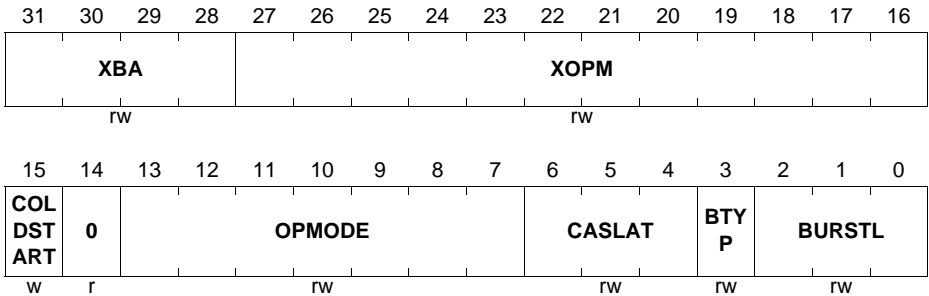 31 30 29 28 27 26 25 24 23 22 21 20 19 18 17 16
XBA XOPM
rw rw
15 14 13 12 11 10 9 8 7 6 5 4 3 2 1 0
COL
DST
ART
0
OPMODE
CASLAT
BTY
P
BURSTL
w r rw rw rw rw